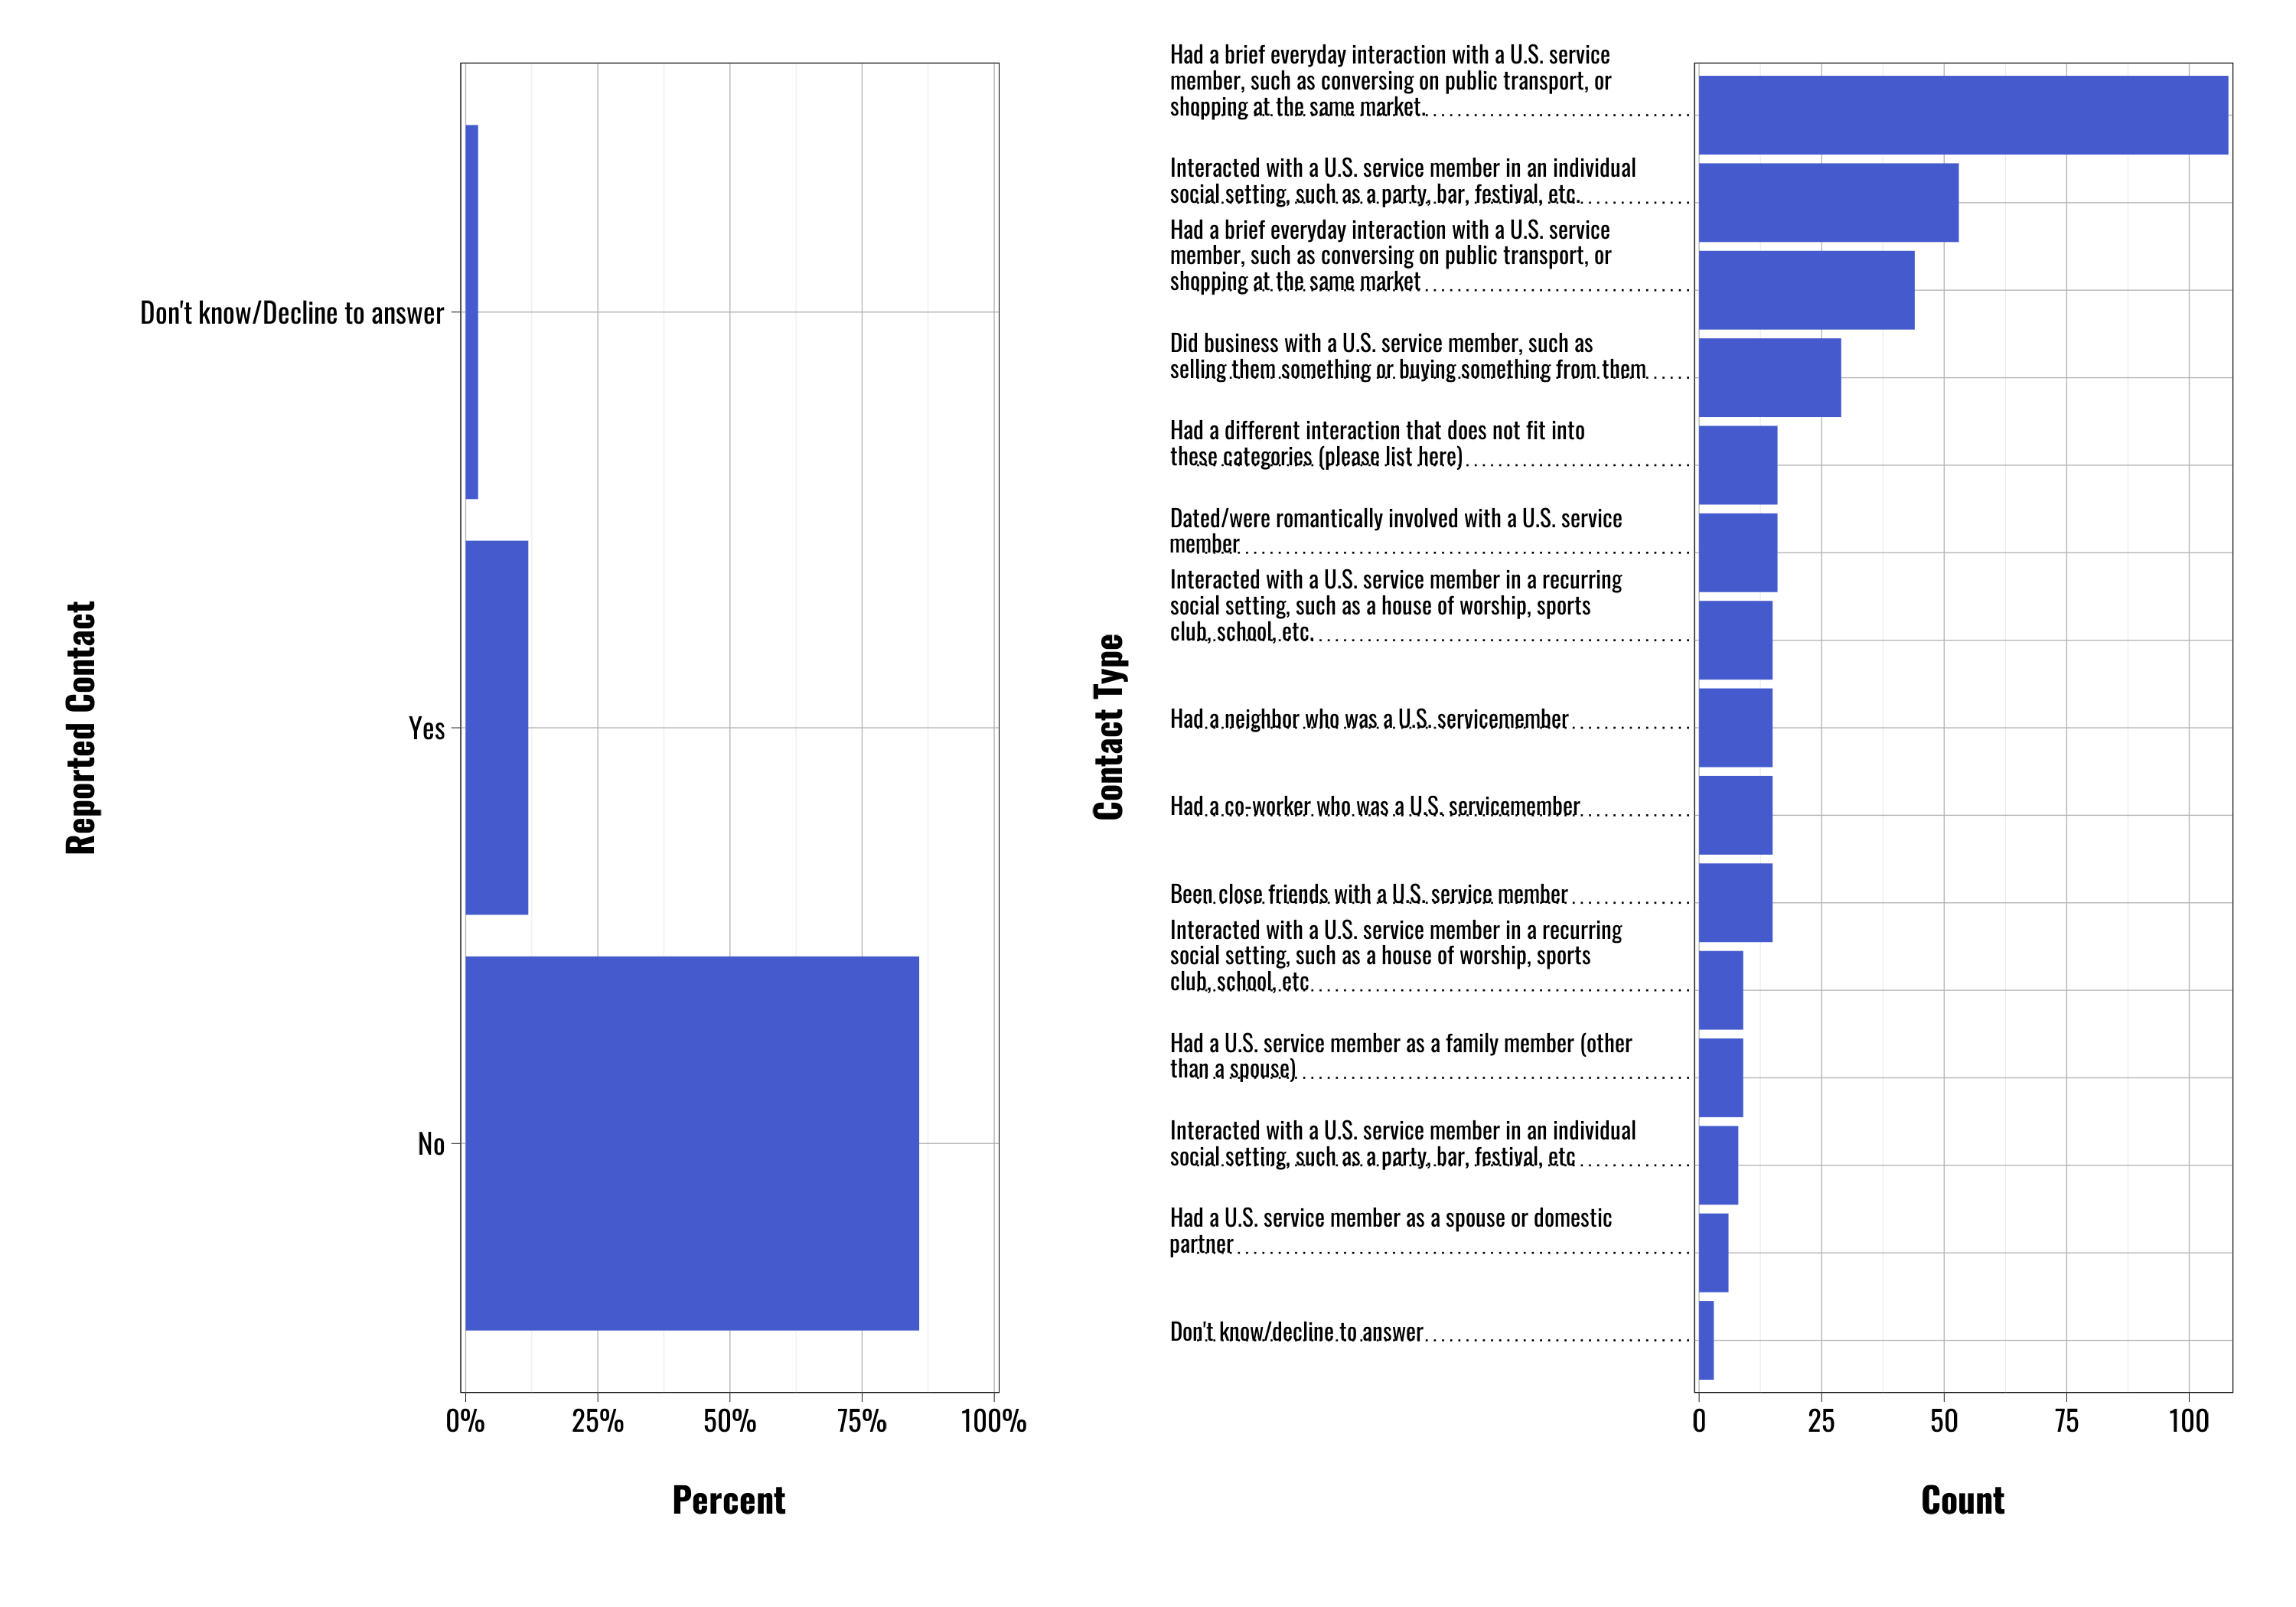 Reported Contact
Don't know/Decline to answer
Yes
No
0% 25% 50% 75% 100%
Percent
Contact Type
Had a brief everyday interaction with a U.S. service
member, such as conversing on public transport, or
shopping at the same market.
Interacted with a U.S. service member in an individual
social setting, such as a party, bar, festival, etc.
Had a brief everyday interaction with a U.S. service
member, such as conversing on public transport, or
shopping at the same market
Did business with a U.S. service member, such as
selling them something or buying something from them
Had a different interaction that does not fit into
these categories (please list here)
Dated/were romantically involved with a U.S. service
member
Interacted with a U.S. service member in a recurring
social setting, such as a house of worship, sports
club, school, etc.
Had a neighbor who was a U.S. servicemember
Had a co-worker who was a U.S. servicemember
Been close friends with a U.S. service member
Interacted with a U.S. service member in a recurring
social setting, such as a house of worship, sports
club, school, etc
Had a U.S. service member as a family member (other
than a spouse)
Interacted with a U.S. service member in an individual
social setting, such as a party, bar, festival, etc
Had a U.S. service member as a spouse or domestic
partner
Don't know/decline to answer
0 25 50 75 100
Count